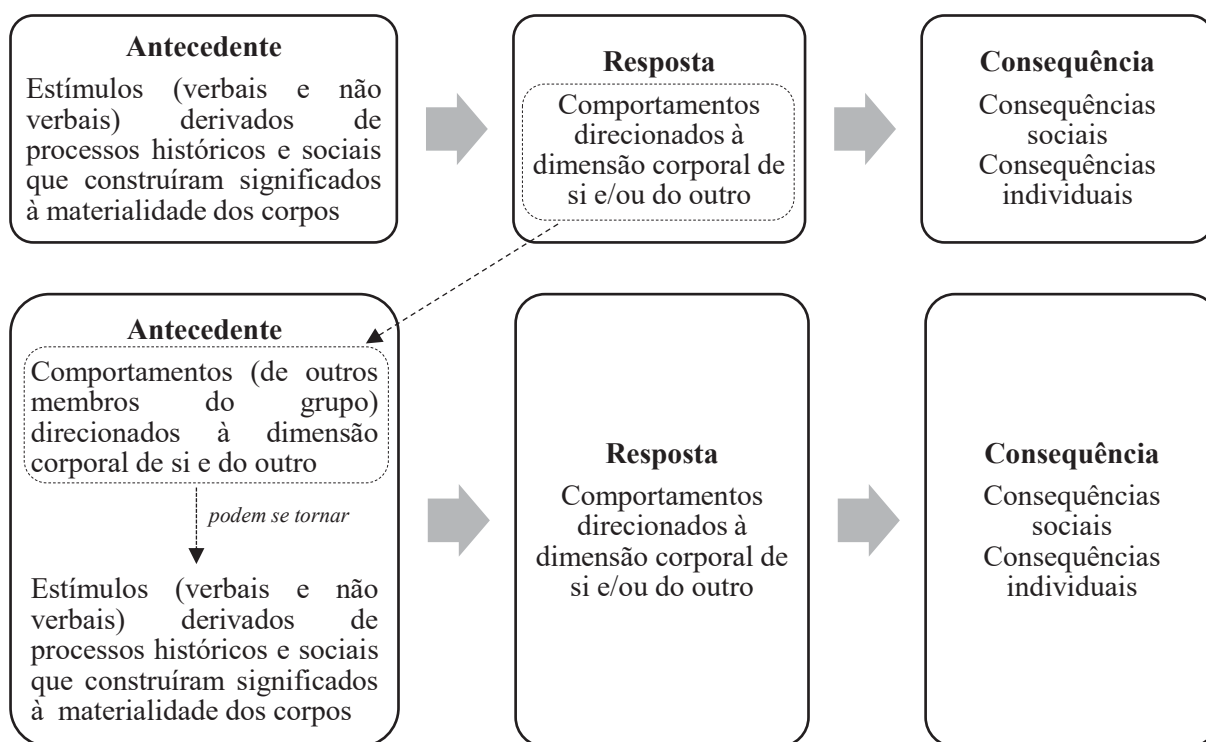 Antecedente
Estímulos (verbais e não
verbais) derivados de
processos históricos e sociais
que construíram significados
à materialidade dos corpos
Resposta
Comportamentos
direcionados à
dimensão corporal de
si e/ou do outro
Consequência
Consequências
sociais
Consequências
individuais
Antecedente
Comportamentos (de outros
membros do grupo)
direcionados à dimensão
corporal de si e do outro
podem se tornar
Estímulos (verbais e não
verbais) derivados de
processos históricos e sociais
que construíram significados
à materialidade dos corpos
Resposta
Comportamentos
direcionados à
dimensão corporal de
si e/ou do outro
Consequência
Consequências
sociais
Consequências
individuais